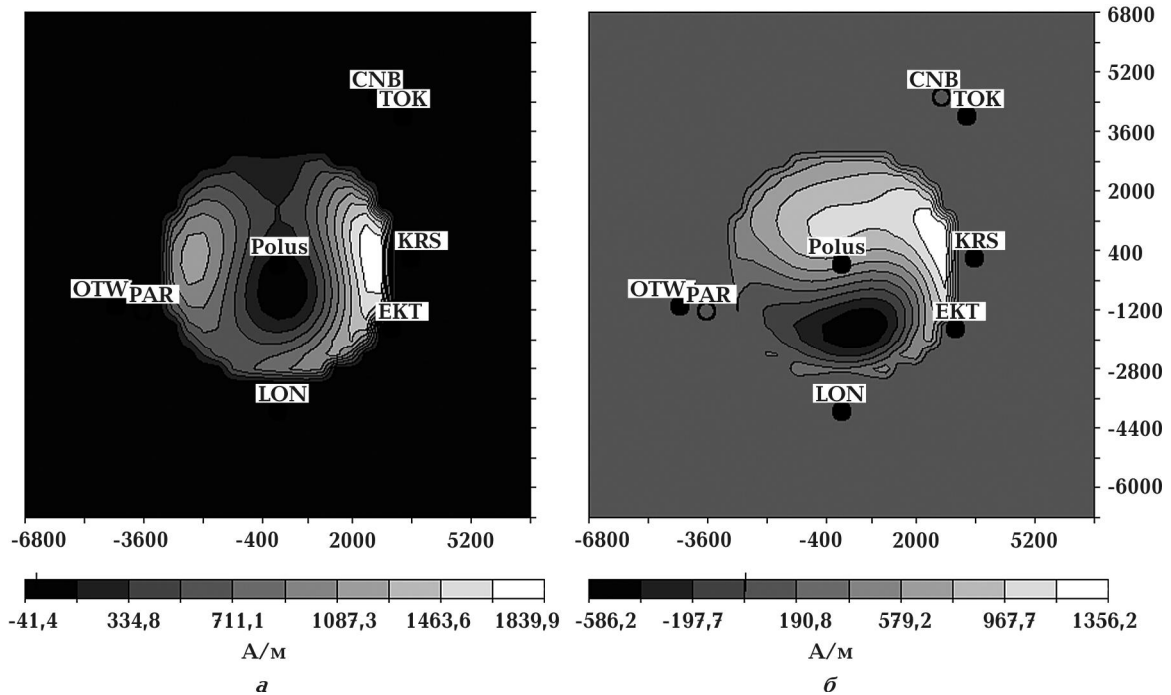 CNB
TOK
Polus
KRS
OTW
PAR
EKT
LON
-6800 -3600 -400 2000 5200
-41,4 334,8 711,1 1087,3 1463,6 1839,9
А/м
а
CNB
TOK
Polus
KRS
OTW
PAR
EKT
LON
6800
5200
3600
2000
400
-1200
-2800
-4400
-6000
-6800 -3600 -400 2000 5200
-586,2 -197,7 190,8 579,2 967,7 1356,2
А/м
б